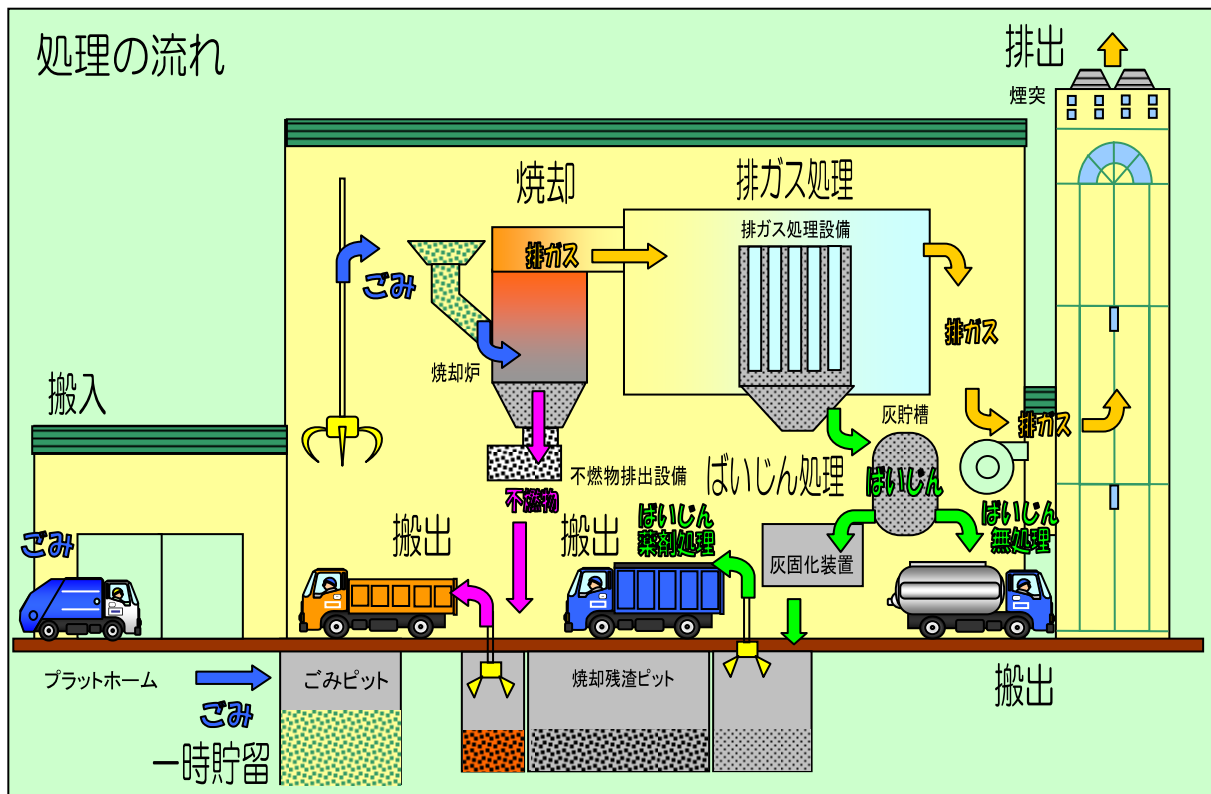 処理の流れ
排出
煙突
焼却
排ガス処理
排ガス処理設備
排ガス
ごみ
排ガス
焼却炉
搬入
排ガス
灰貯槽
不燃物排出設備
ばいじん処理
ばいじん
不燃物
搬出
搬出
ばいじん
薬剤処理
ばいじん
無処理
ごみ
灰固化装置
プラットホーム
ごみ
ごみピット
焼却残渣ピット
搬出
一時貯留